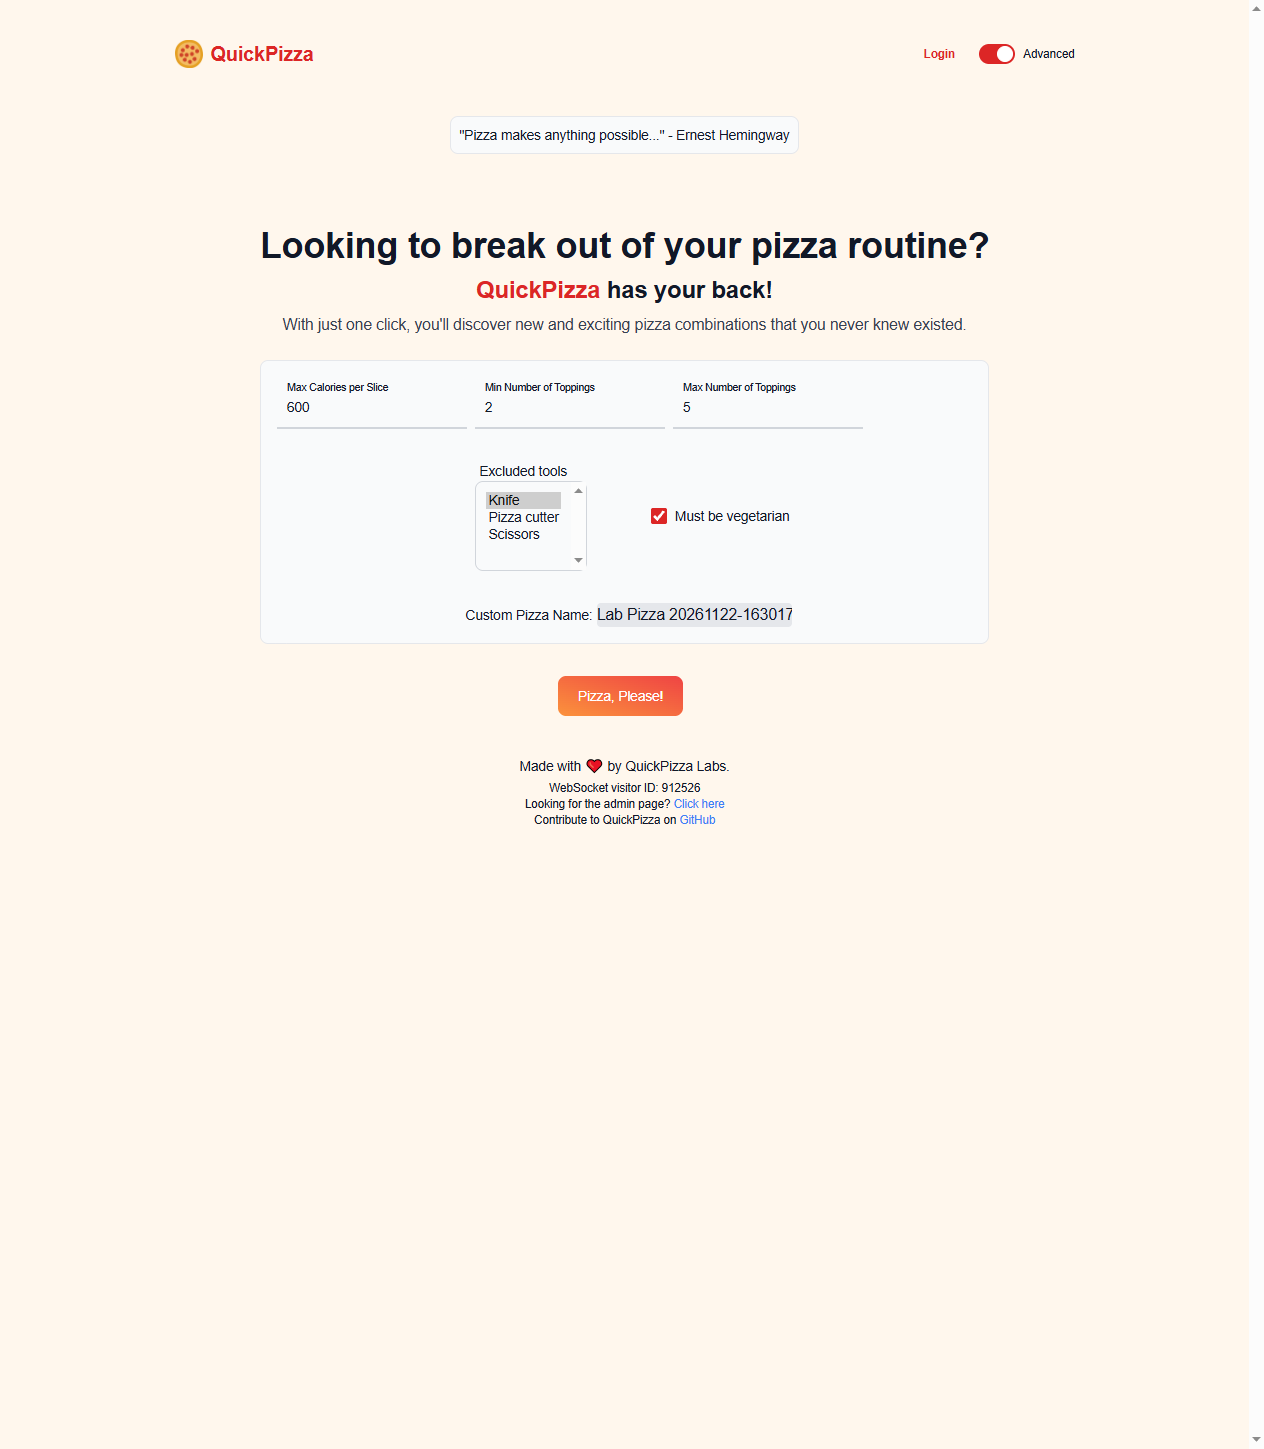 QuickPizza
Login
Advanced
"Pizza makes anything possible..." - Ernest Hemingway
Looking to break out of your pizza routine?
QuickPizza has your back!
With just one click, you'll discover new and exciting pizza combinations that you never knew existed.
Max Calories per Slice
600
Min Number of Toppings
2
Max Number of Toppings
5
Excluded tools
Knife
Pizza cutter
Scissors
Must be vegetarian
Custom Pizza Name: Lab Pizza 20261122-163017
Pizza, Please!
Made with ❤ by QuickPizza Labs.
WebSocket visitor ID: 912526
Looking for the admin page? Click here
Contribute to QuickPizza on GitHub